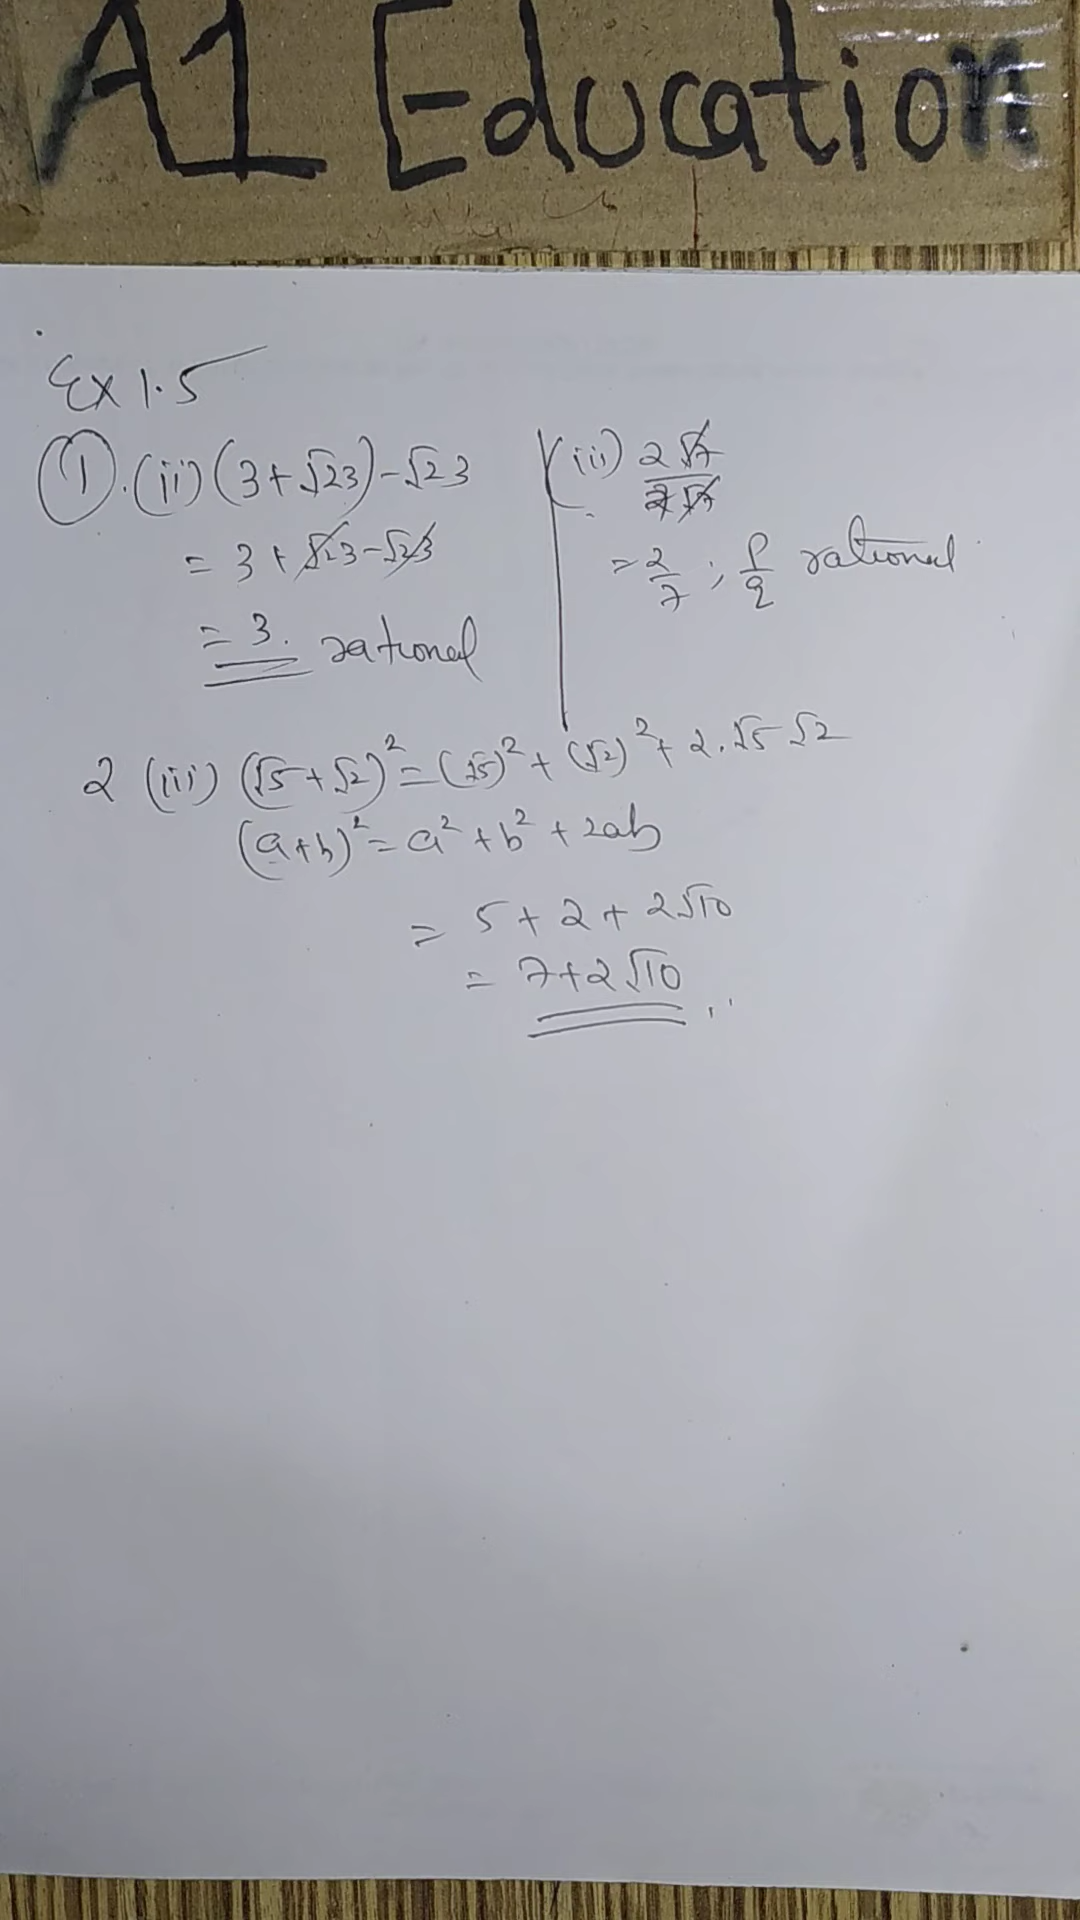 A1 Education
Ex 1.5
①. (ii) (3+√23)-√23
= 3 + √23-√23
= 3. rational
(iii) 2√7
7√7
= 2/7 ; p/q rational
2 (iii) (√5+√2)² = (√5)² + (√2)² + 2.√5 √2
(a+b)² = a² + b² + 2ab
= 5 + 2 + 2√10
= 7+2√10